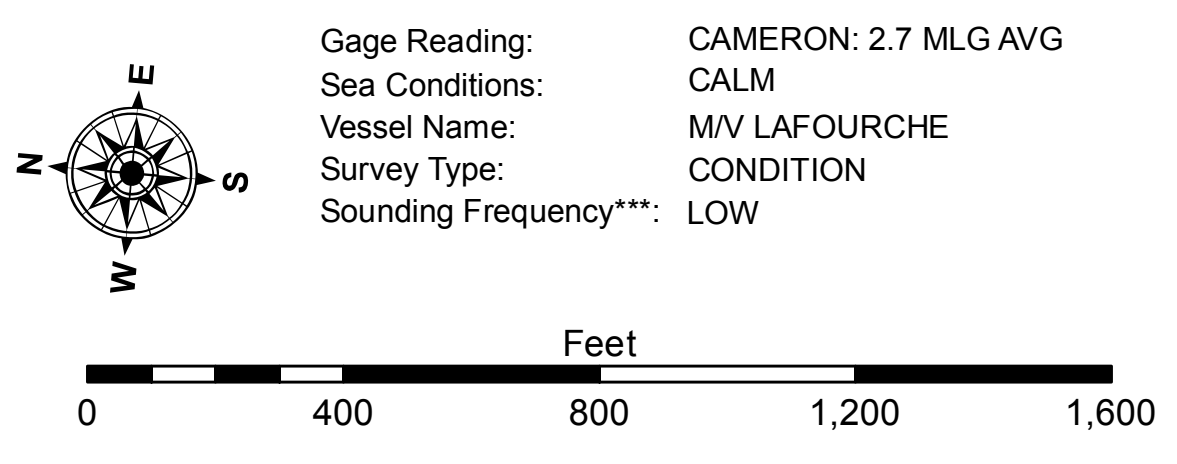 E
N
S
W
Gage Reading: CAMERON: 2.7 MLG AVG
Sea Conditions: CALM
Vessel Name: M/V LAFOURCHE
Survey Type: CONDITION
Sounding Frequency***: LOW
Feet
0 400 800 1,200 1,600